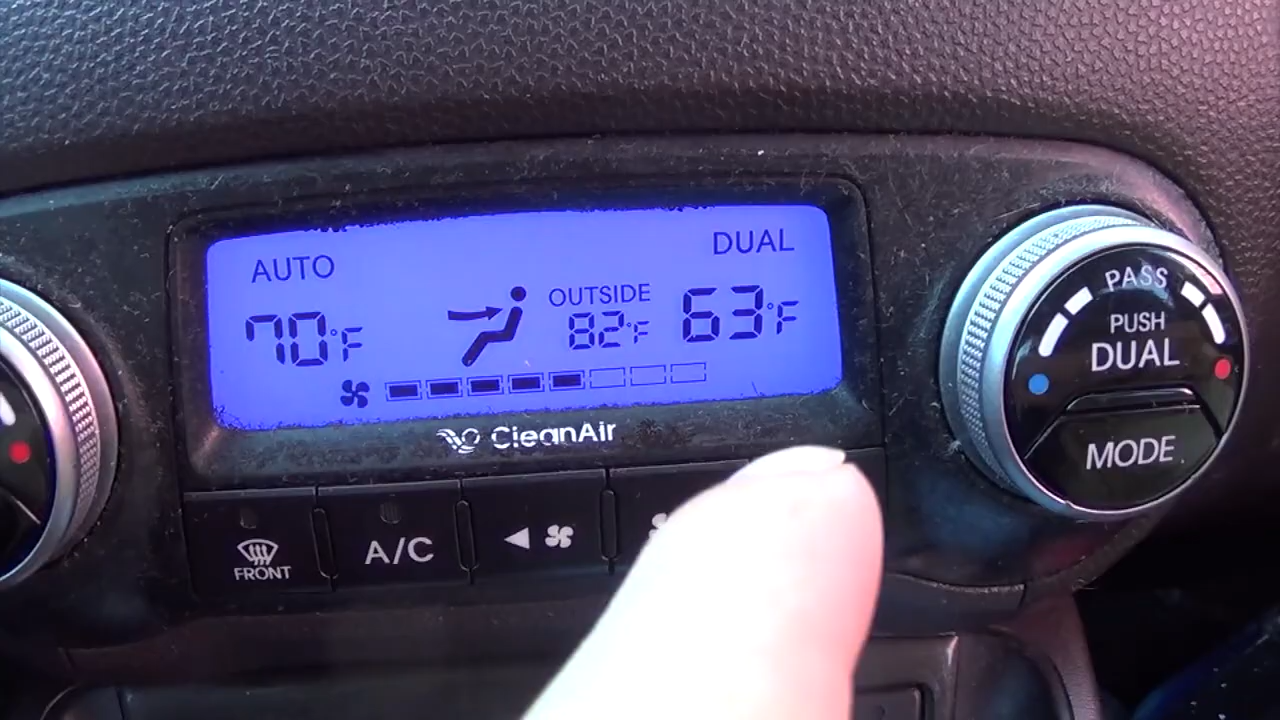 AUTO
DUAL
70°F
OUTSIDE
82°F
63°F
CleanAir
FRONT
A/C
PASS
PUSH
DUAL
MODE